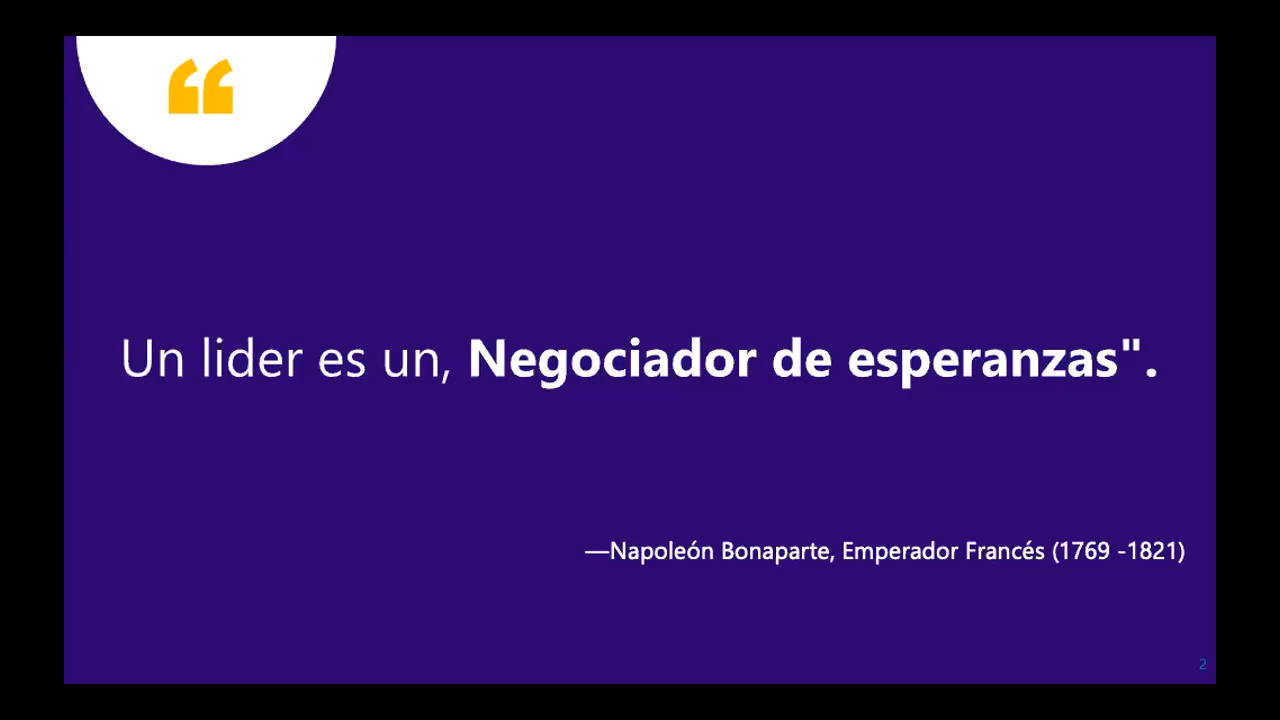 “
Un lider es un, Negociador de esperanzas".
—Napoleón Bonaparte, Emperador Francés (1769 -1821)
2